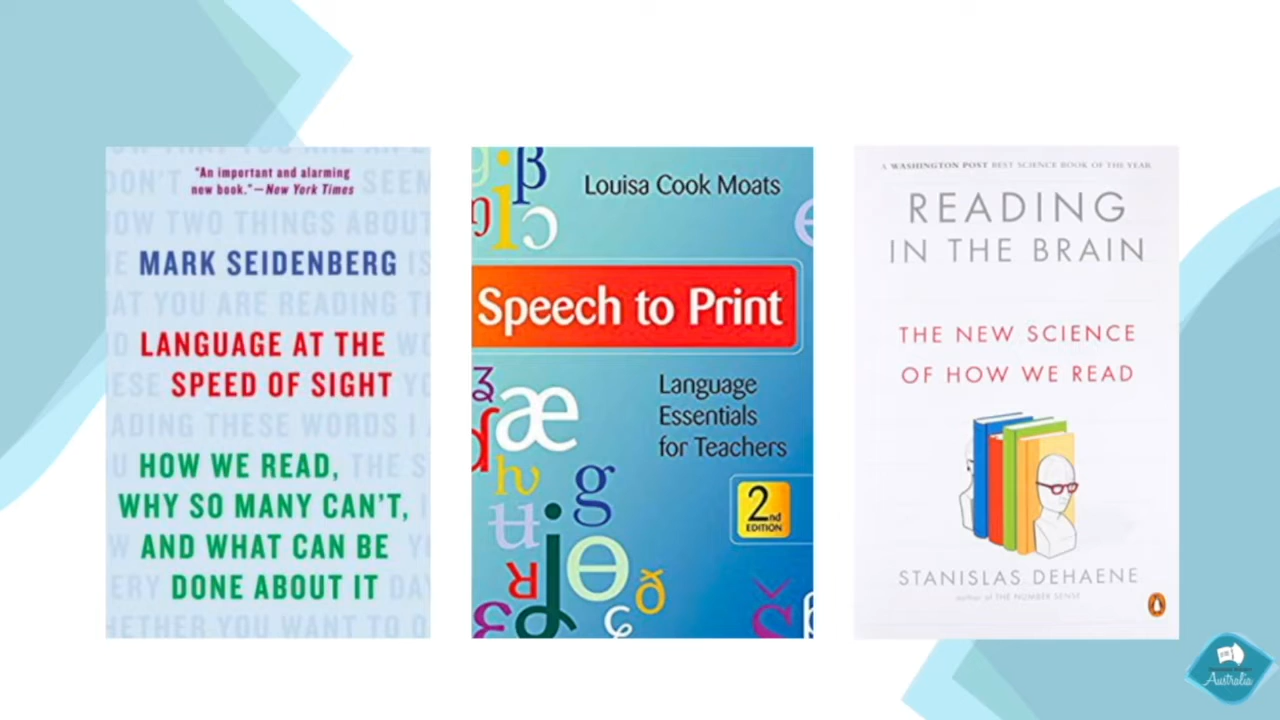 "An important and alarming
new book."—New York Times
MARK SEIDENBERG
LANGUAGE AT THE
SPEED OF SIGHT
HOW WE READ,
WHY SO MANY CAN'T,
AND WHAT CAN BE
DONE ABOUT IT
Louisa Cook Moats
Speech to Print
Language
Essentials
for Teachers
2nd
EDITION
A WASHINGTON POST BEST SCIENCE BOOK OF THE YEAR
READING
IN THE BRAIN
THE NEW SCIENCE
OF HOW WE READ
STANISLAS DEHAENE
author of THE NUMBER SENSE
Australia